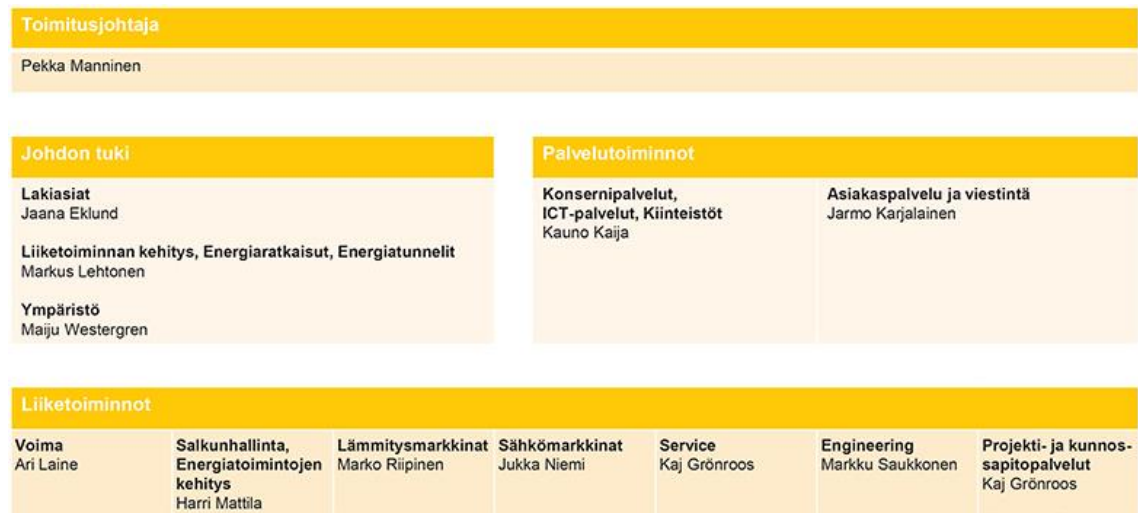 Toimitusjohtaja
Pekka Manninen
Johdon tuki
Lakiasiat
Jaana Eklund
Liiketoiminnan kehitys, Energiaratkaisut, Energiatunnelit
Markus Lehtonen
Ympäristö
Maiju Westergren
Palvelutoiminnot
Konsernipalvelut,
ICT-palvelut, Kiinteistöt
Kauno Kaija
Asiakaspalvelu ja viestintä
Jarmo Karjalainen
Liiketoiminnot
Voima
Ari Laine
Salkunhallinta,
Energiatoimintojen
kehitys
Harri Mattila
Lämmitysmarkkinat
Marko Riipinen
Sähkömarkkinat
Jukka Niemi
Service
Kaj Grönroos
Engineering
Markku Saukkonen
Projekti- ja kunnos-
sapitopalvelut
Kaj Grönroos